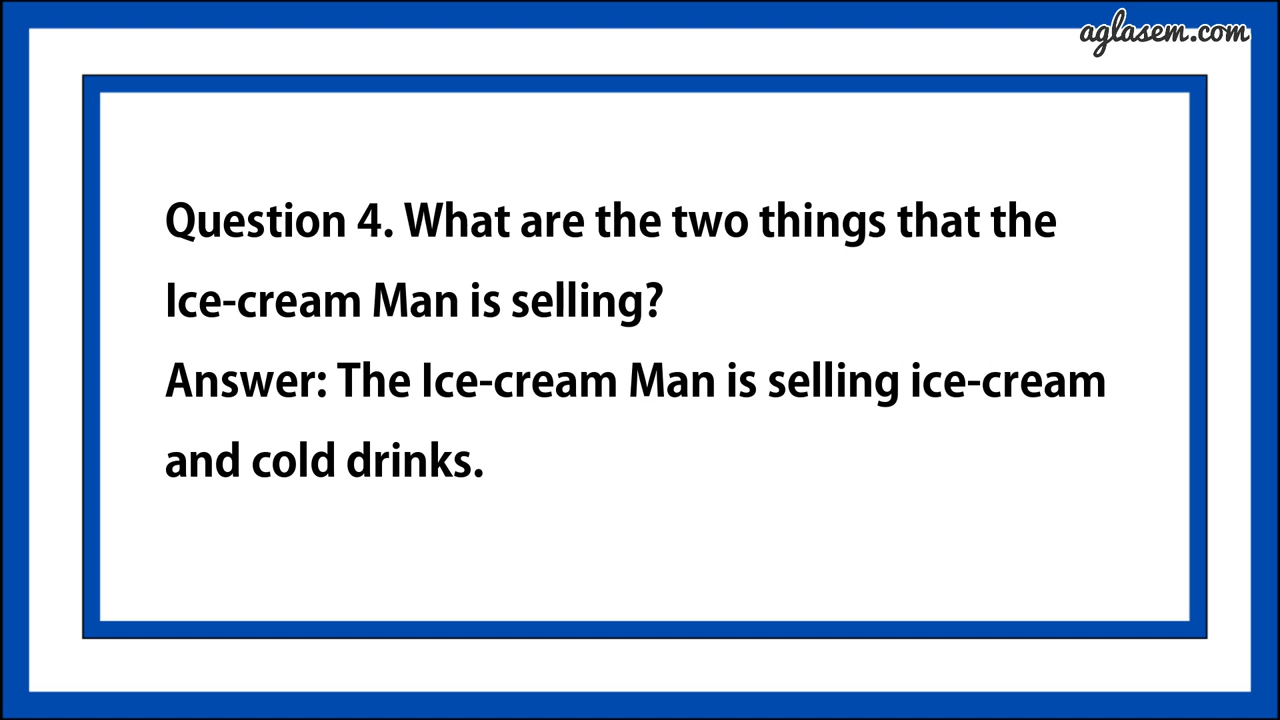 aglasem.com
Question 4. What are the two things that the
Ice-cream Man is selling?
Answer: The Ice-cream Man is selling ice-cream
and cold drinks.